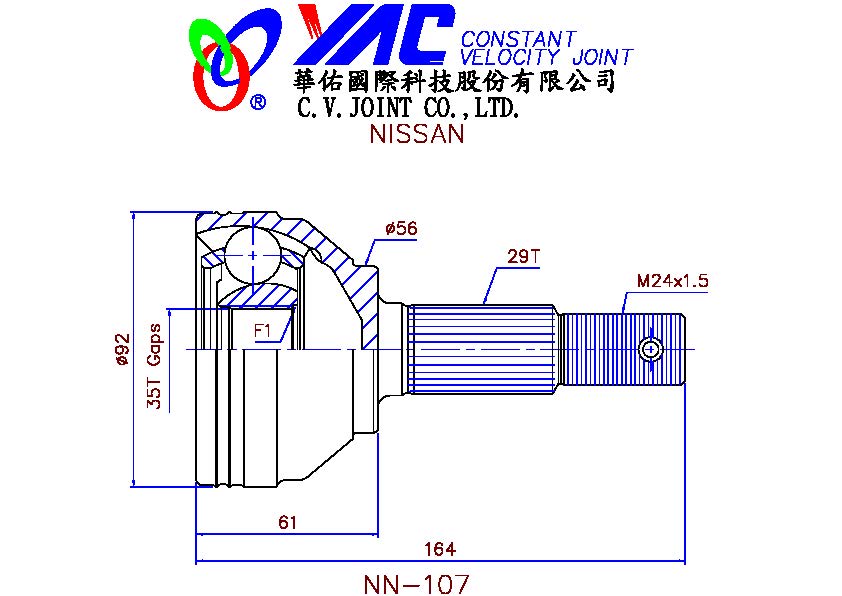 YAC CONSTANT
VELOCITY JOINT
®
華佑國際科技股份有限公司
C.V.JOINT CO.,LTD.
NISSAN
ø56
29T
M24x1.5
F1
ø92
35T Gaps
61
164
NN-107